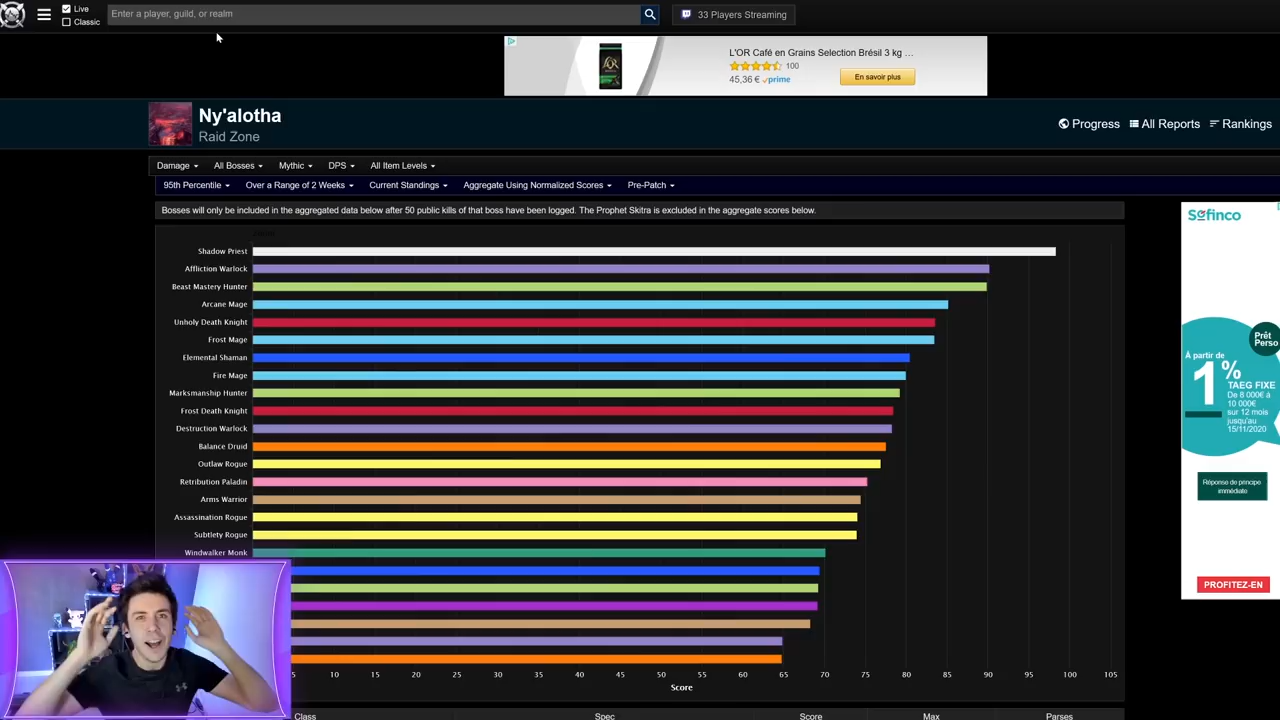 Live
Classic
Enter a player, guild, or realm
33 Players Streaming
L'OR Café en Grains Selection Brésil 3 kg ...
100
45,36 € prime
En savoir plus
Ny'alotha
Raid Zone
Progress
All Reports
Rankings
Damage
All Bosses
Mythic
DPS
All Item Levels
95th Percentile
Over a Range of 2 Weeks
Current Standings
Aggregate Using Normalized Scores
Pre-Patch
Bosses will only be included in the aggregated data below after 50 public kills of that boss have been logged. The Prophet Skitra is excluded in the aggregate scores below.
Shadow Priest
Affliction Warlock
Beast Mastery Hunter
Arcane Mage
Unholy Death Knight
Frost Mage
Elemental Shaman
Fire Mage
Marksmanship Hunter
Frost Death Knight
Destruction Warlock
Balance Druid
Outlaw Rogue
Retribution Paladin
Arms Warrior
Assassination Rogue
Subtlety Rogue
Windwalker Monk
5 10 15 20 25 30 35 40 45 50 55 60 65 70 75 80 85 90 95 100 105
Score
Class
Spec
Score
Max
Parses
Sofinco
Prêt
Perso
À partir de
1%
TAEG FIXE
De 8 000€ à
10 000€
sur 12 mois
jusqu'au
15/11/2020
Réponse de principe
immédiate
PROFITEZ-EN